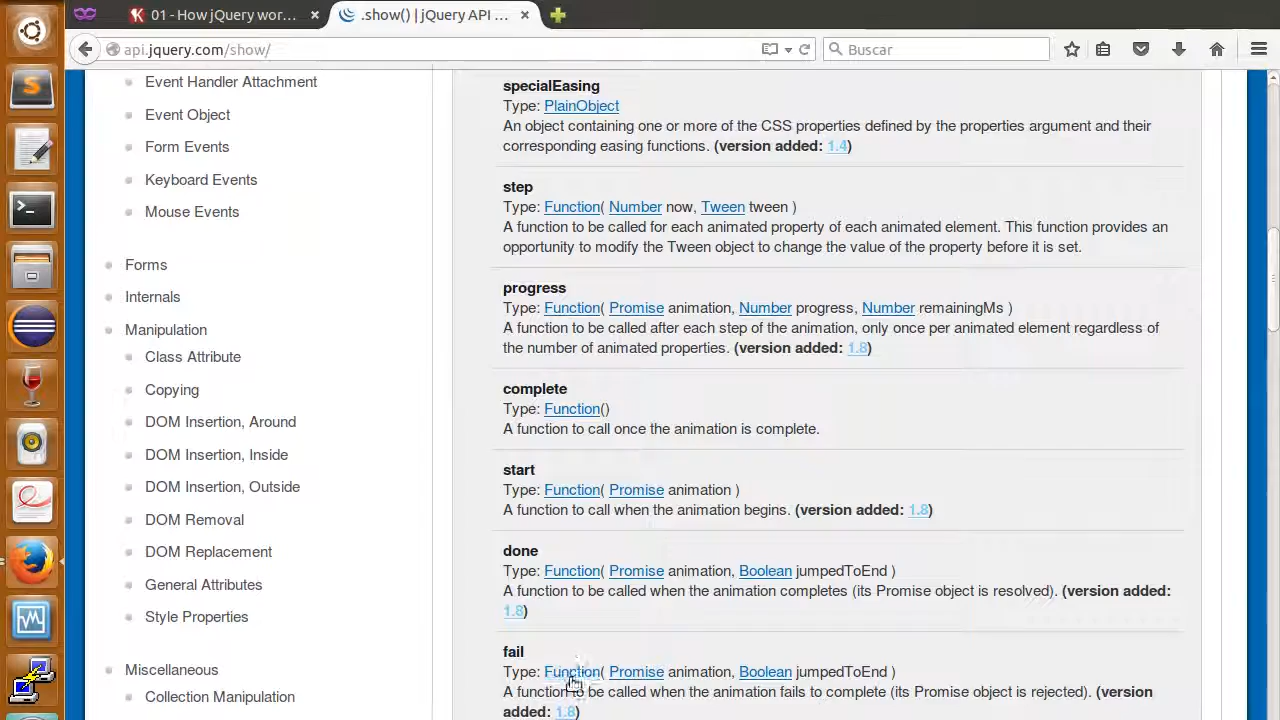 01 - How jQuery wor... ×
.show() | jQuery API ... ×
api.jquery.com/show/
Buscar
Event Handler Attachment
Event Object
Form Events
Keyboard Events
Mouse Events
Forms
Internals
Manipulation
Class Attribute
Copying
DOM Insertion, Around
DOM Insertion, Inside
DOM Insertion, Outside
DOM Removal
DOM Replacement
General Attributes
Style Properties
Miscellaneous
Collection Manipulation
specialEasing
Type: PlainObject
An object containing one or more of the CSS properties defined by the properties argument and their
corresponding easing functions. (version added: 1.4)
step
Type: Function( Number now, Tween tween )
A function to be called for each animated property of each animated element. This function provides an
opportunity to modify the Tween object to change the value of the property before it is set.
progress
Type: Function( Promise animation, Number progress, Number remainingMs )
A function to be called after each step of the animation, only once per animated element regardless of
the number of animated properties. (version added: 1.8)
complete
Type: Function()
A function to call once the animation is complete.
start
Type: Function( Promise animation )
A function to call when the animation begins. (version added: 1.8)
done
Type: Function( Promise animation, Boolean jumpedToEnd )
A function to be called when the animation completes (its Promise object is resolved). (version added:
1.8)
fail
Type: Function( Promise animation, Boolean jumpedToEnd )
A function to be called when the animation fails to complete (its Promise object is rejected). (version
added: 1.8)